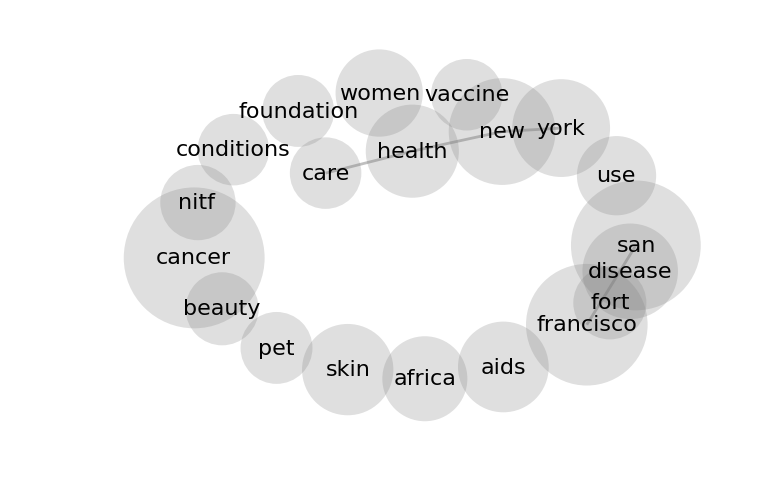 women
vaccine
foundation
new york
conditions
health
care
use
nitf
san
cancer
disease
fort
beauty
francisco
pet
skin
africa
aids